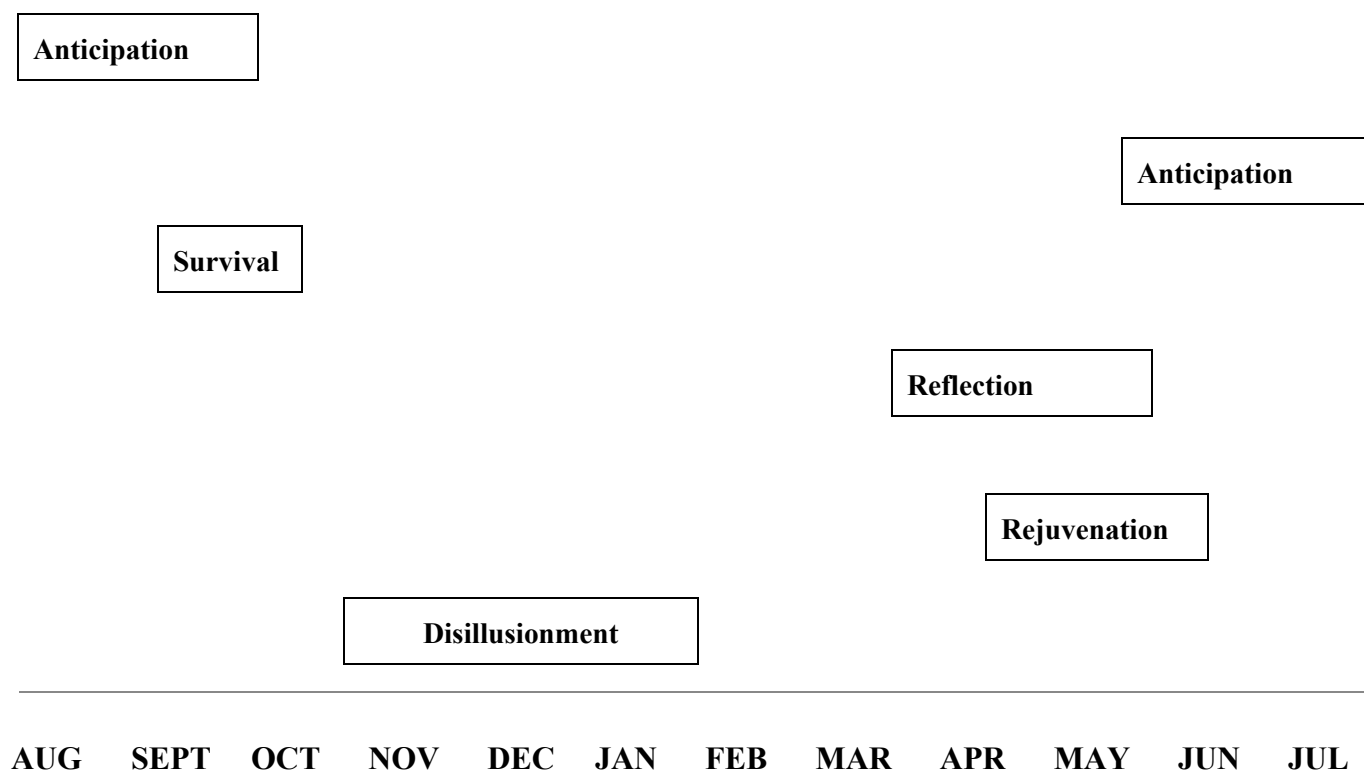 Anticipation
Anticipation
Survival
Reflection
Rejuvenation
Disillusionment
AUG SEPT OCT NOV DEC JAN FEB MAR APR MAY JUN JUL